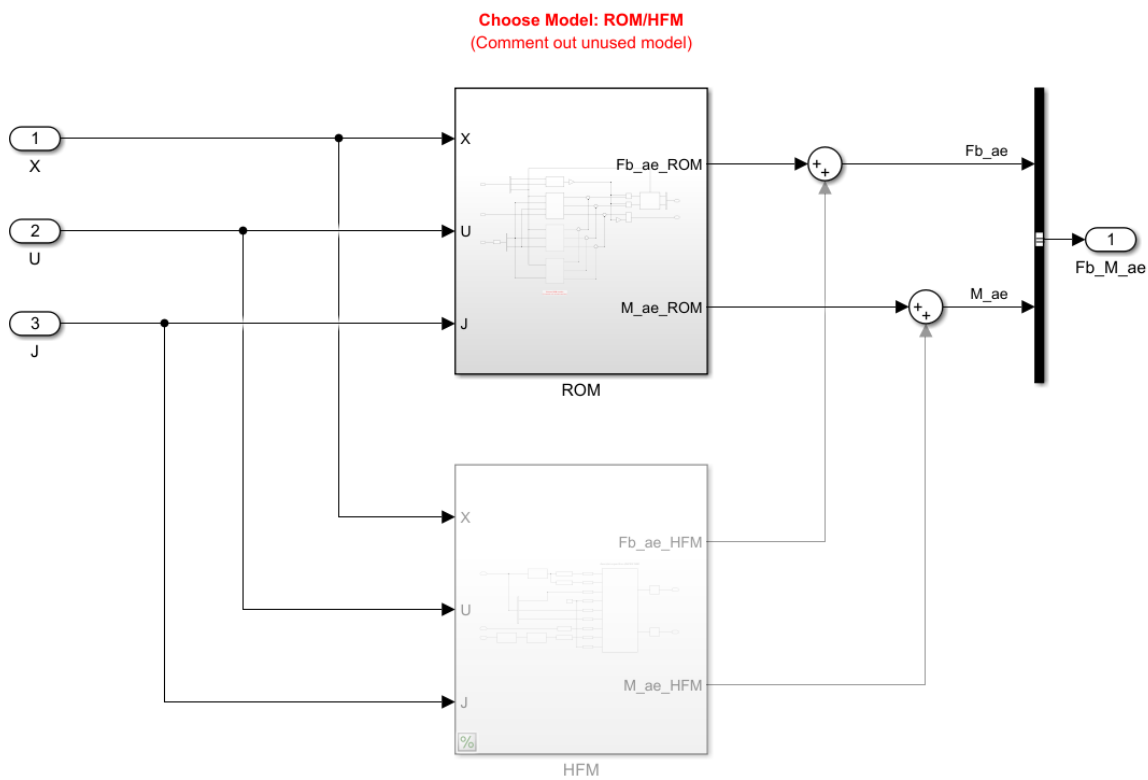 Choose Model: ROM/HFM
(Comment out unused model)
1
X
2
U
3
J
X
U
J
Fb_ae_ROM
M_ae_ROM
ROM
+
+
+
+
Fb_ae
M_ae
1
Fb_M_ae
X
U
J
Fb_ae_HFM
M_ae_HFM
%
HFM